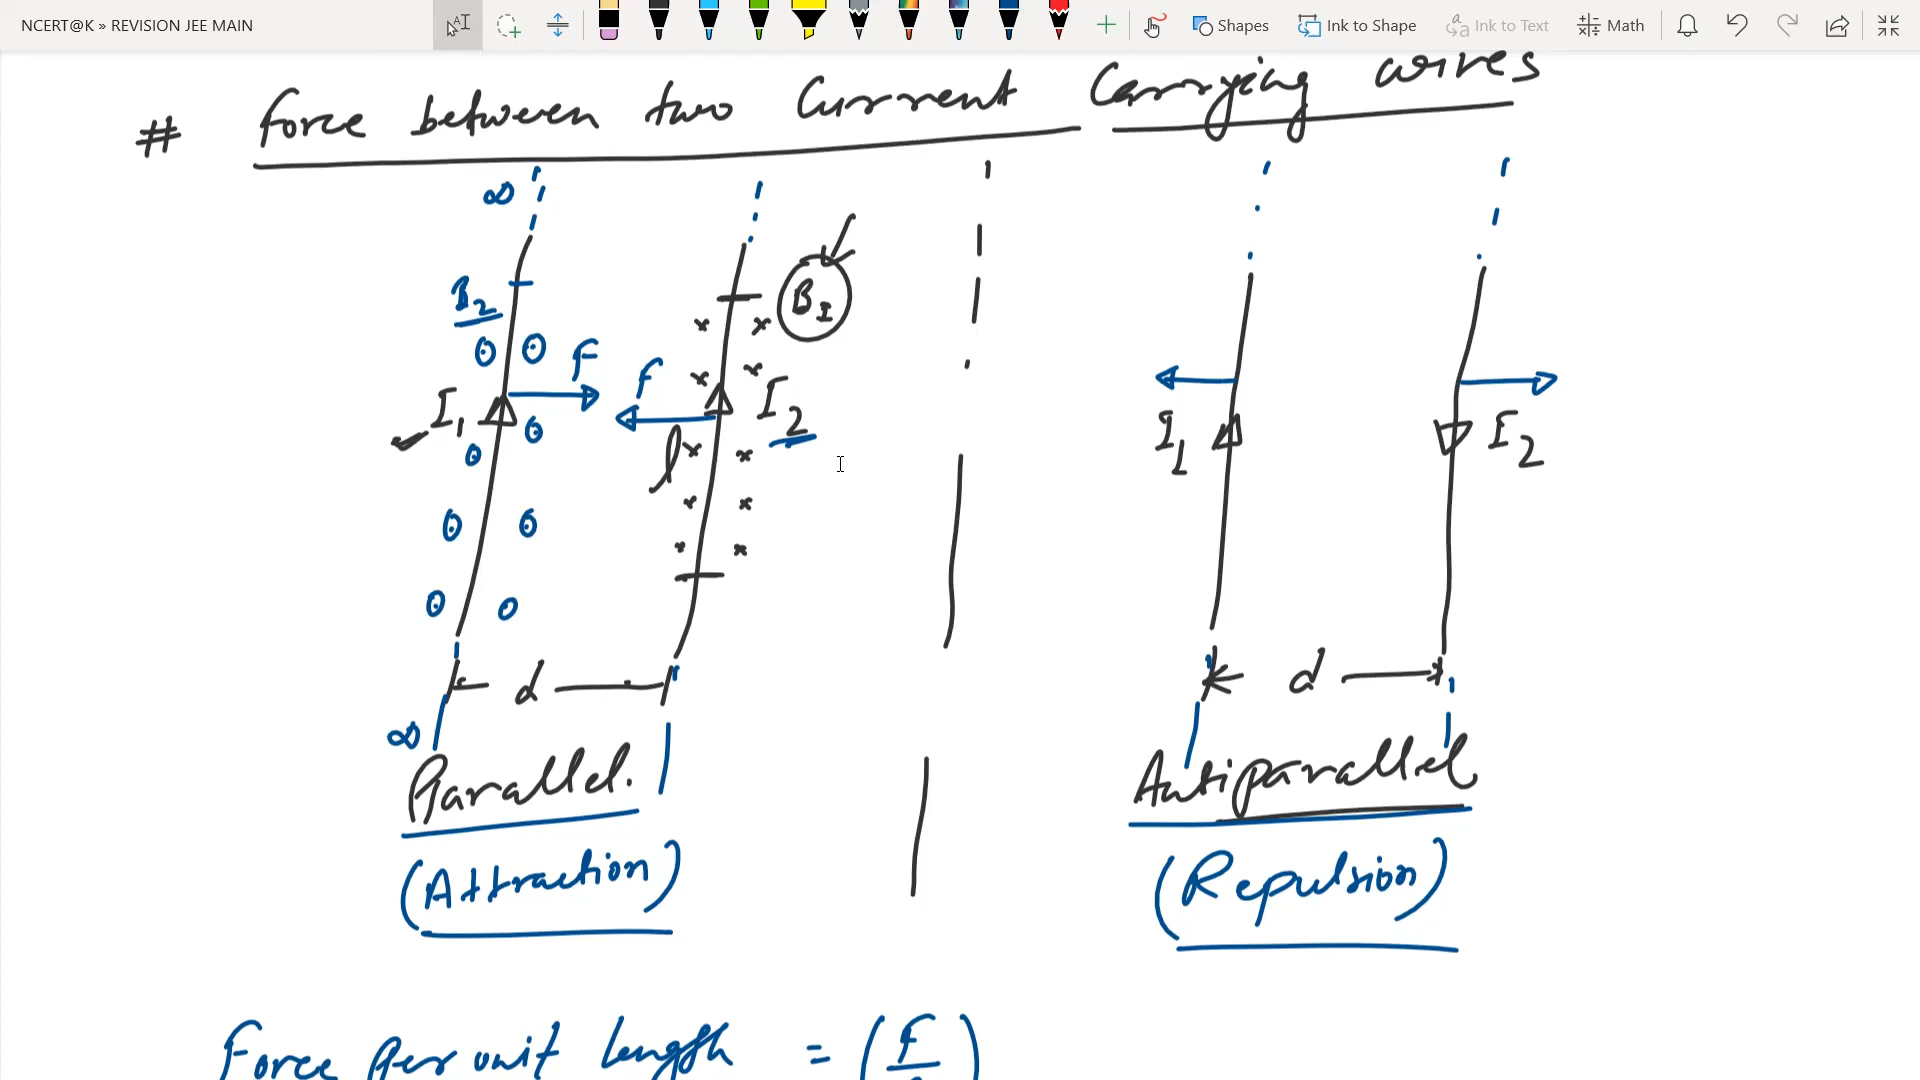 NCERT@K » REVISION JEE MAIN
Shapes Ink to Shape Ink to Text Math
# Force between two Current Carrying wires
∞
B2 B1
F F
I1 I2 I1 I2
l
d d
∞
Parallel. Antiparallel
(Attraction) (Repulsion)
Force Per unit length = (F